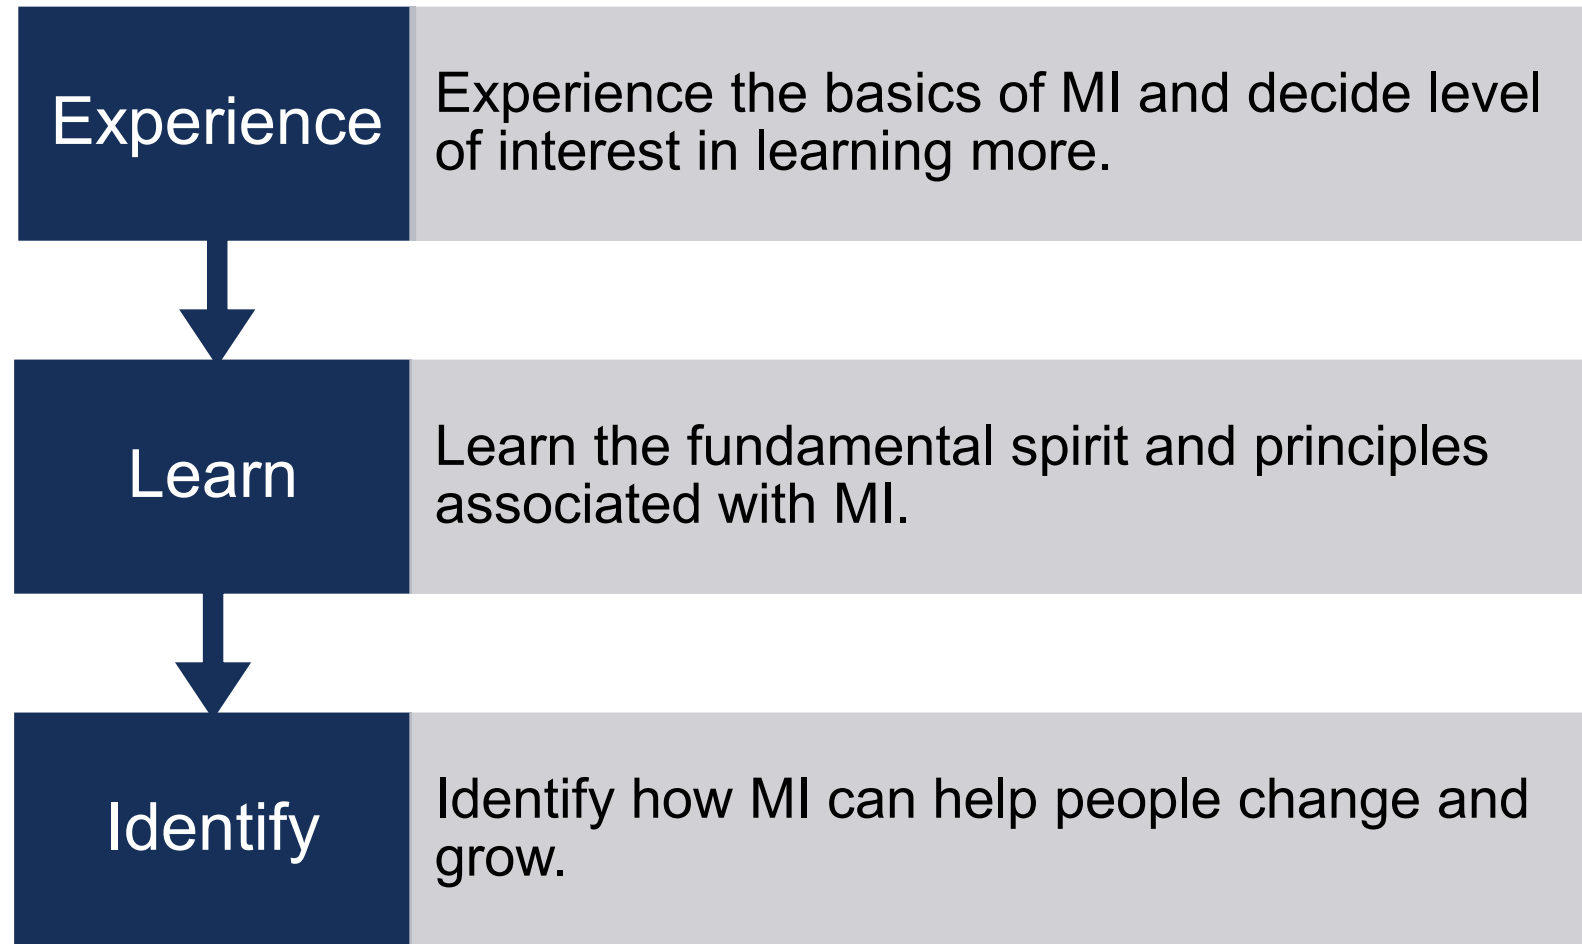 Experience
Experience the basics of MI and decide level
of interest in learning more.
Learn
Learn the fundamental spirit and principles
associated with MI.
Identify
Identify how MI can help people change and
grow.